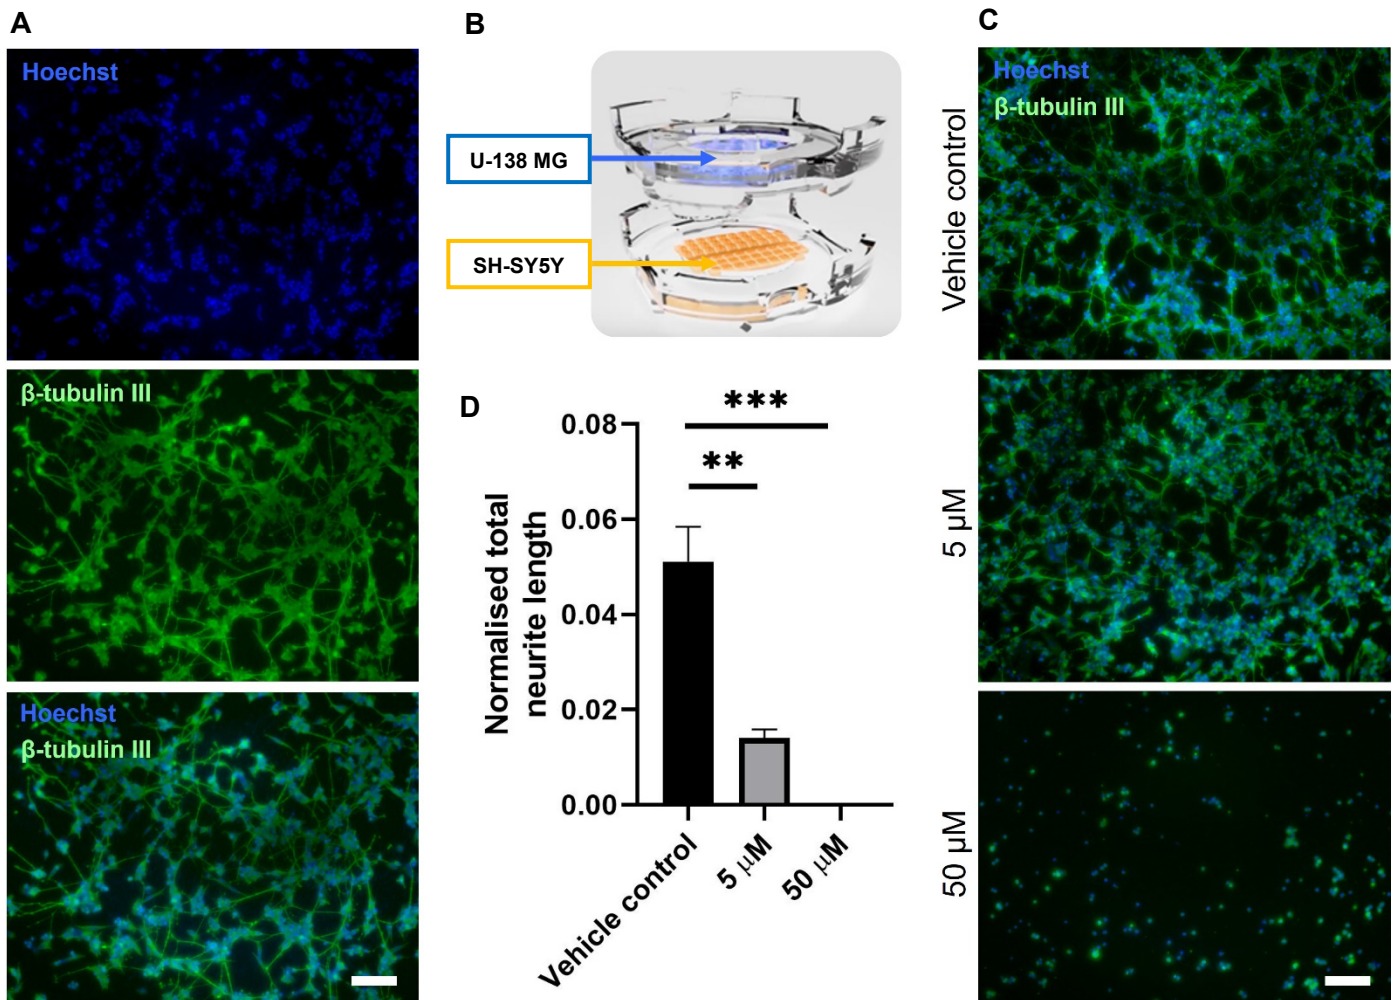 A
Hoechst
β-tubulin III
Hoechst
β-tubulin III
B
U-138 MG
SH-SY5Y
C
Hoechst
β-tubulin III
Vehicle control
5 µM
50 µM
D
Normalised total
neurite length
0.08
0.06
0.04
0.02
0.00
***
**
Vehicle control
5 µM
50 µM